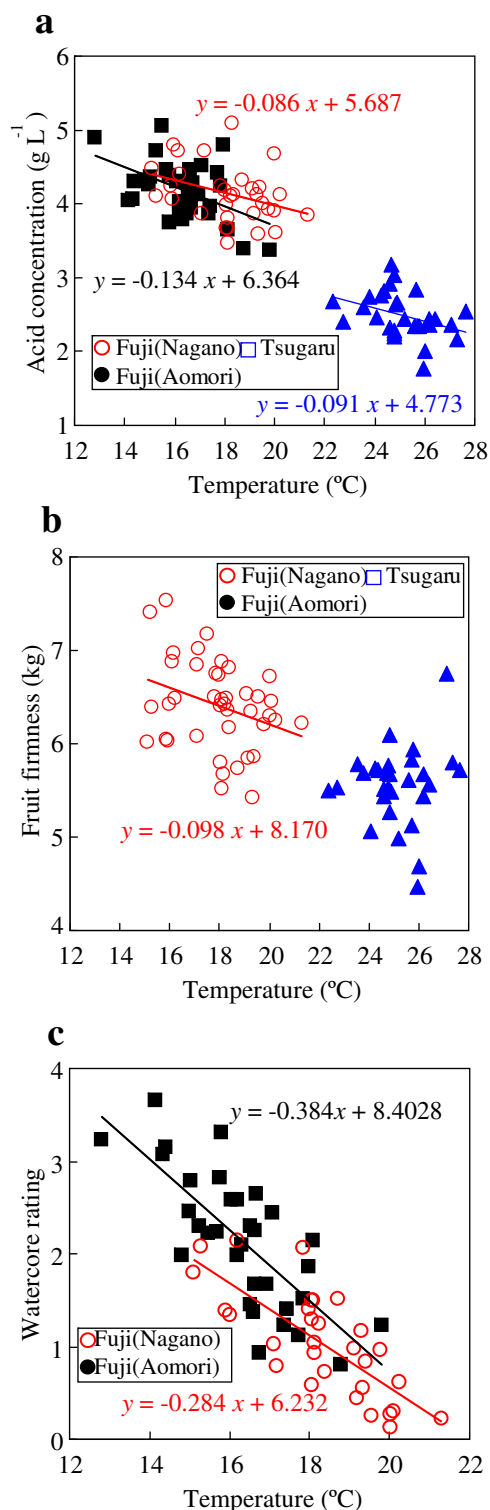 a
6
5
4
3
2
1
y = -0.086 x + 5.687
y = -0.134 x + 6.364
Fuji(Nagano) Tsugaru
Fuji(Aomori)
y = -0.091 x + 4.773
Acid concentration (g L⁻¹)
12 14 16 18 20 22 24 26 28
Temperature (ºC)
b
8
7
6
5
4
Fuji(Nagano) Tsugaru
Fuji(Aomori)
y = -0.098 x + 8.170
Fruit firmness (kg)
12 14 16 18 20 22 24 26 28
Temperature (ºC)
c
4
3
2
1
0
y = -0.384x + 8.4028
Fuji(Nagano)
Fuji(Aomori)
y = -0.284 x + 6.232
Watercore rating
12 14 16 18 20 22
Temperature (ºC)